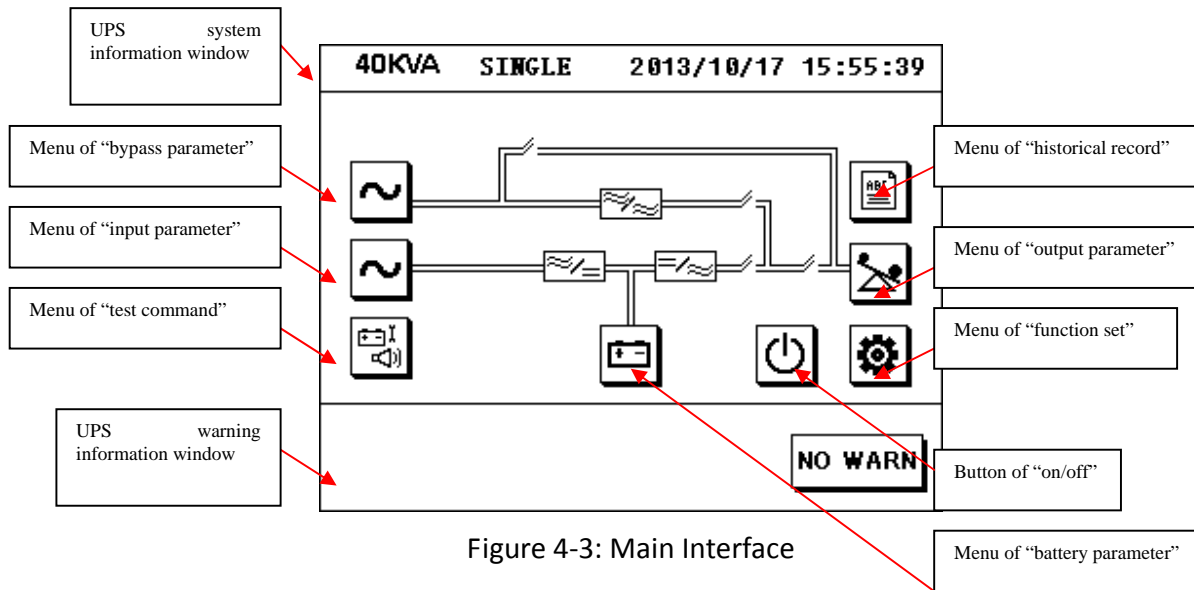 UPS system
information window
40KVA SINGLE 2013/10/17 15:55:39
Menu of “bypass parameter”
Menu of “historical record”
ABC
Menu of “input parameter”
Menu of “output parameter”
Menu of “test command”
Menu of “function set”
UPS warning
information window
NO WARN
Button of “on/off”
Figure 4-3: Main Interface
Menu of “battery parameter”